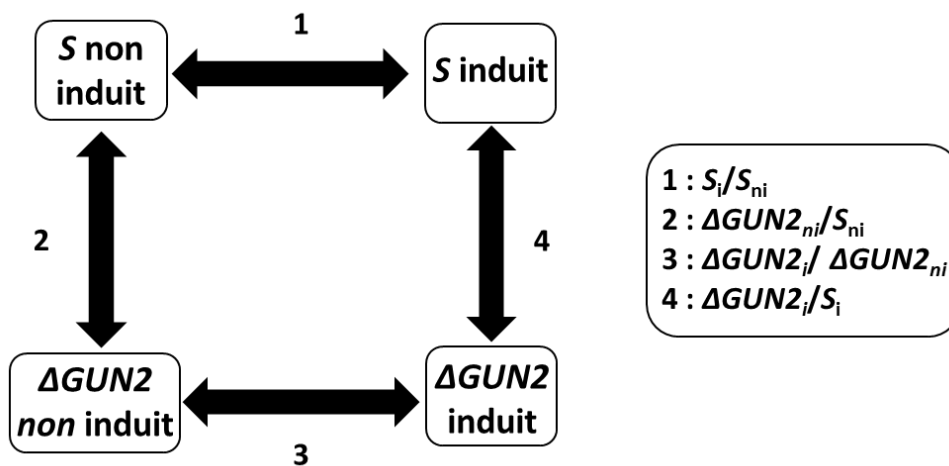 1
S non
induit
S induit
2
4
1 : Si/Sni
2 : ΔGUN2ni/Sni
3 : ΔGUN2i/ ΔGUN2ni
4 : ΔGUN2i/Si
ΔGUN2
non induit
ΔGUN2
induit
3